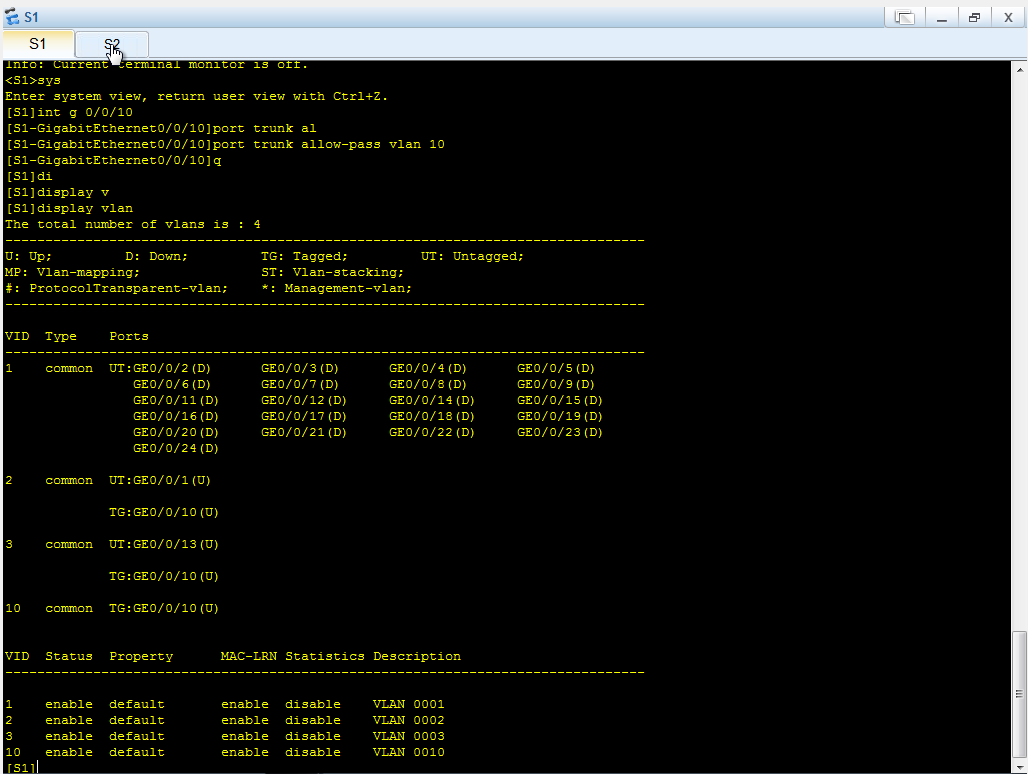 S1
S1 S2
Info: Current terminal monitor is off.
<S1>sys
Enter system view, return user view with Ctrl+Z.
[S1]int g 0/0/10
[S1-GigabitEthernet0/0/10]port trunk al
[S1-GigabitEthernet0/0/10]port trunk allow-pass vlan 10
[S1-GigabitEthernet0/0/10]q
[S1]di
[S1]display v
[S1]display vlan
The total number of vlans is : 4
--------------------------------------------------------------------------------
U: Up;         D: Down;         TG: Tagged;         UT: Untagged;
MP: Vlan-mapping;               ST: Vlan-stacking;
#: ProtocolTransparent-vlan;    *: Management-vlan;
--------------------------------------------------------------------------------
VID  Type    Ports
--------------------------------------------------------------------------------
1    common  UT:GE0/0/2(D)      GE0/0/3(D)      GE0/0/4(D)      GE0/0/5(D)
GE0/0/6(D)      GE0/0/7(D)      GE0/0/8(D)      GE0/0/9(D)
GE0/0/11(D)     GE0/0/12(D)     GE0/0/14(D)     GE0/0/15(D)
GE0/0/16(D)     GE0/0/17(D)     GE0/0/18(D)     GE0/0/19(D)
GE0/0/20(D)     GE0/0/21(D)     GE0/0/22(D)     GE0/0/23(D)
GE0/0/24(D)
2    common  UT:GE0/0/1(U)
TG:GE0/0/10(U)
3    common  UT:GE0/0/13(U)
TG:GE0/0/10(U)
10   common  TG:GE0/0/10(U)
VID  Status  Property      MAC-LRN Statistics Description
--------------------------------------------------------------------------------
1    enable  default       enable  disable    VLAN 0001
2    enable  default       enable  disable    VLAN 0002
3    enable  default       enable  disable    VLAN 0003
10   enable  default       enable  disable    VLAN 0010
[S1]